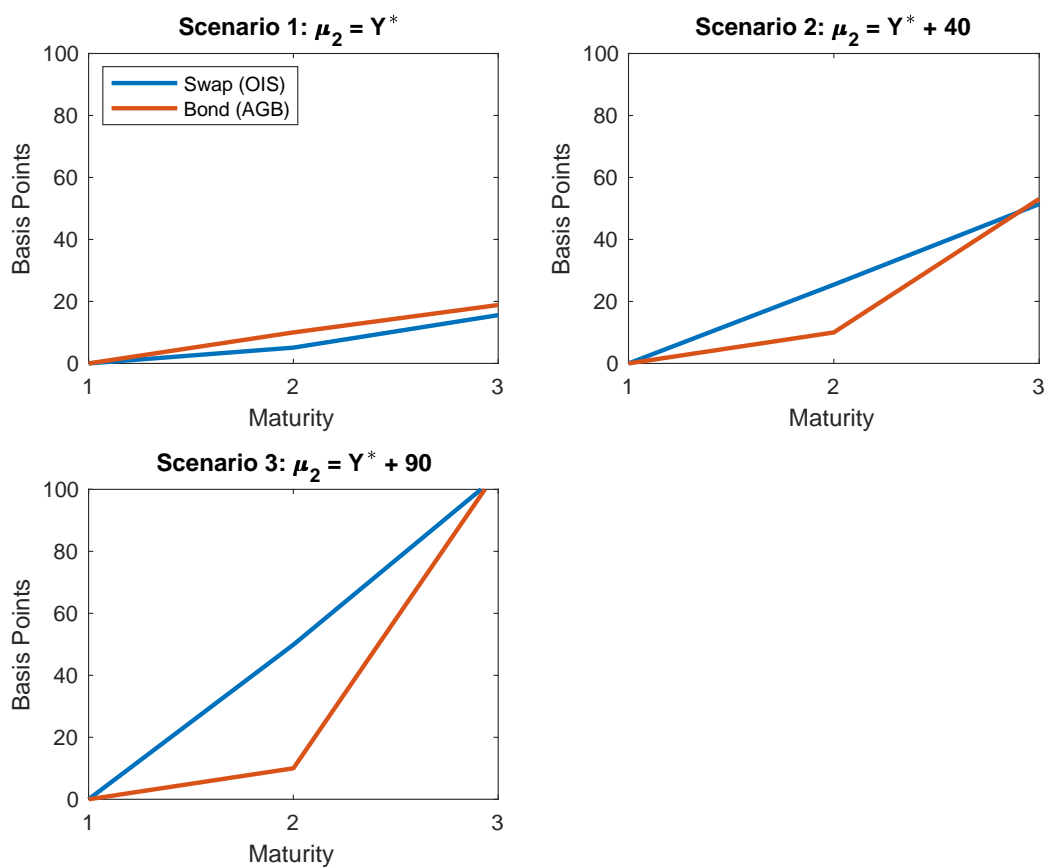 Scenario 1: μ₂ = Y*
100
80
60
40
20
0
Basis Points
Swap (OIS)
Bond (AGB)
1 2 3
Maturity
Scenario 2: μ₂ = Y* + 40
100
80
60
40
20
0
Basis Points
1 2 3
Maturity
Scenario 3: μ₂ = Y* + 90
100
80
60
40
20
0
Basis Points
1 2 3
Maturity